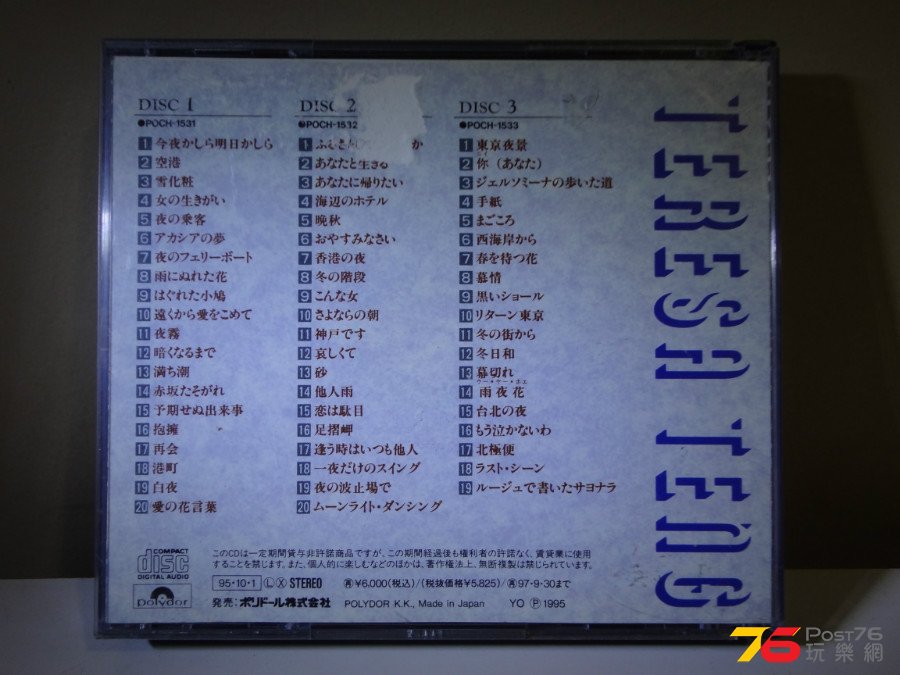 DISC 1
●POCH-1531
1 今夜かしら明日かしら
2 空港
3 雪化粧
4 女の生きがい
5 夜の乗客
6 アカシアの夢
7 夜のフェリーボート
8 雨にぬれた花
9 はぐれた小鳩
10 遠くから愛をこめて
11 夜霧
12 暗くなるまで
13 満ち潮
14 赤坂たそがれ
15 予期せぬ出来事
16 抱擁
17 再会
18 港町
19 白夜
20 愛の花言葉
DISC 2
●POCH-1532
1 か
2 あなたと生きる
3 あなたに帰りたい
4 海辺のホテル
5 晩秋
6 おやすみなさい
7 香港の夜
8 冬の階段
9 こんな女
10 さよならの朝
11 神戸です
12 哀しくて
13 砂
14 他人雨
15 恋は駄目
16 足摺岬
17 逢う時はいつも他人
18 一夜だけのスイング
19 夜の波止場で
20 ムーンライト・ダンシング
DISC 3
●POCH-1533
1 東京夜景
2 你(あなた)
3 ジェルソミーナの歩いた道
4 手紙
5 まごころ
6 西海岸から
7 春を待つ花
8 慕情
9 黒いショール
10 リターン東京
11 冬の街から
12 冬日和
13 幕切れ
ウーヤーホエ
14 雨夜花
15 台北の夜
16 もう泣かないわ
17 北極便
18 ラスト・シーン
19 ルージュで書いたサヨナラ
TERESA TENG
COMPACT
disc
DIGITAL AUDIO
このCDは一定期間貸与非許諾商品ですが、この期間経過後も権利者の許諾なく、賃貸業に使用
することを禁じます。また、個人的に楽しむなどのほかは、著作権法上、無断複製は禁じられています。
polydor
95・10・1 Ⓛ Ⓧ STEREO
¥6,000(税込)/(税抜価格¥5,825)/ 97・9・30まで
発売:ポリドール株式会社
POLYDOR K.K., Made in Japan
YO Ⓟ 1995
76 Post76
玩樂網